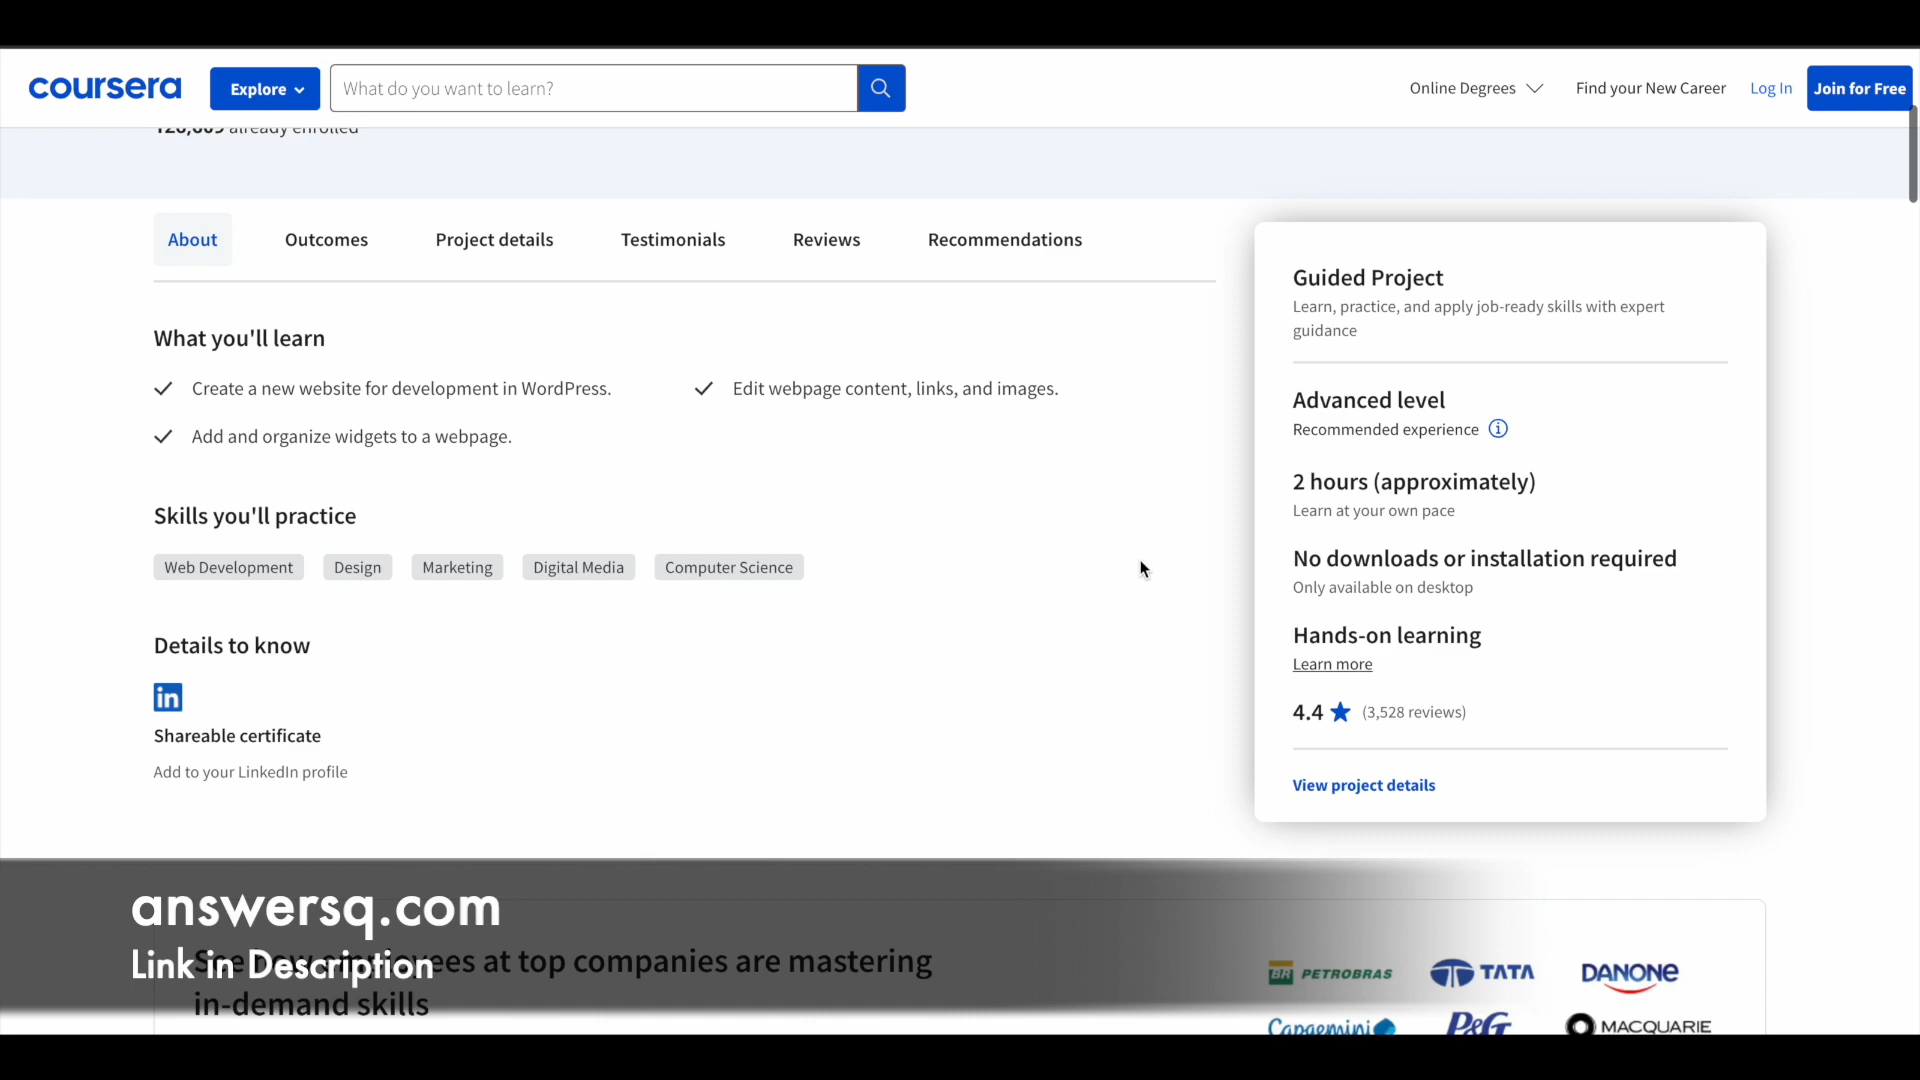 coursera
Explore
What do you want to learn?
Online Degrees
Find your New Career
Log In
Join for Free
already enrolled
About
Outcomes
Project details
Testimonials
Reviews
Recommendations
What you'll learn
Create a new website for development in WordPress.
Edit webpage content, links, and images.
Add and organize widgets to a webpage.
Skills you'll practice
Web Development
Design
Marketing
Digital Media
Computer Science
Details to know
in
Shareable certificate
Add to your LinkedIn profile
Guided Project
Learn, practice, and apply job-ready skills with expert
guidance
Advanced level
Recommended experience
2 hours (approximately)
Learn at your own pace
No downloads or installation required
Only available on desktop
Hands-on learning
Learn more
4.4 ★ (3,528 reviews)
View project details
answersq.com
Link in Description
at top companies are mastering
in-demand skills
BR PETROBRAS
TATA
DANONE
Capgemini
P&G
MACQUARIE